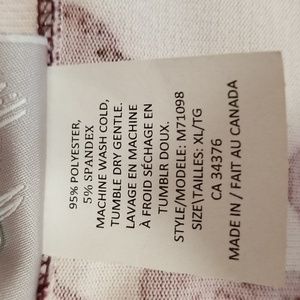 95% POLYESTER,
5% SPANDEX
MACHINE WASH COLD,
TUMBLE DRY GENTLE.
LAVAGE EN MACHINE
À FROID SÉCHAGE EN
TUMBLR DOUX.
STYLE/MODELE: M71098
SIZE\TAILLES: XL/TG
CA 34376
MADE IN / FAIT AU CANADA